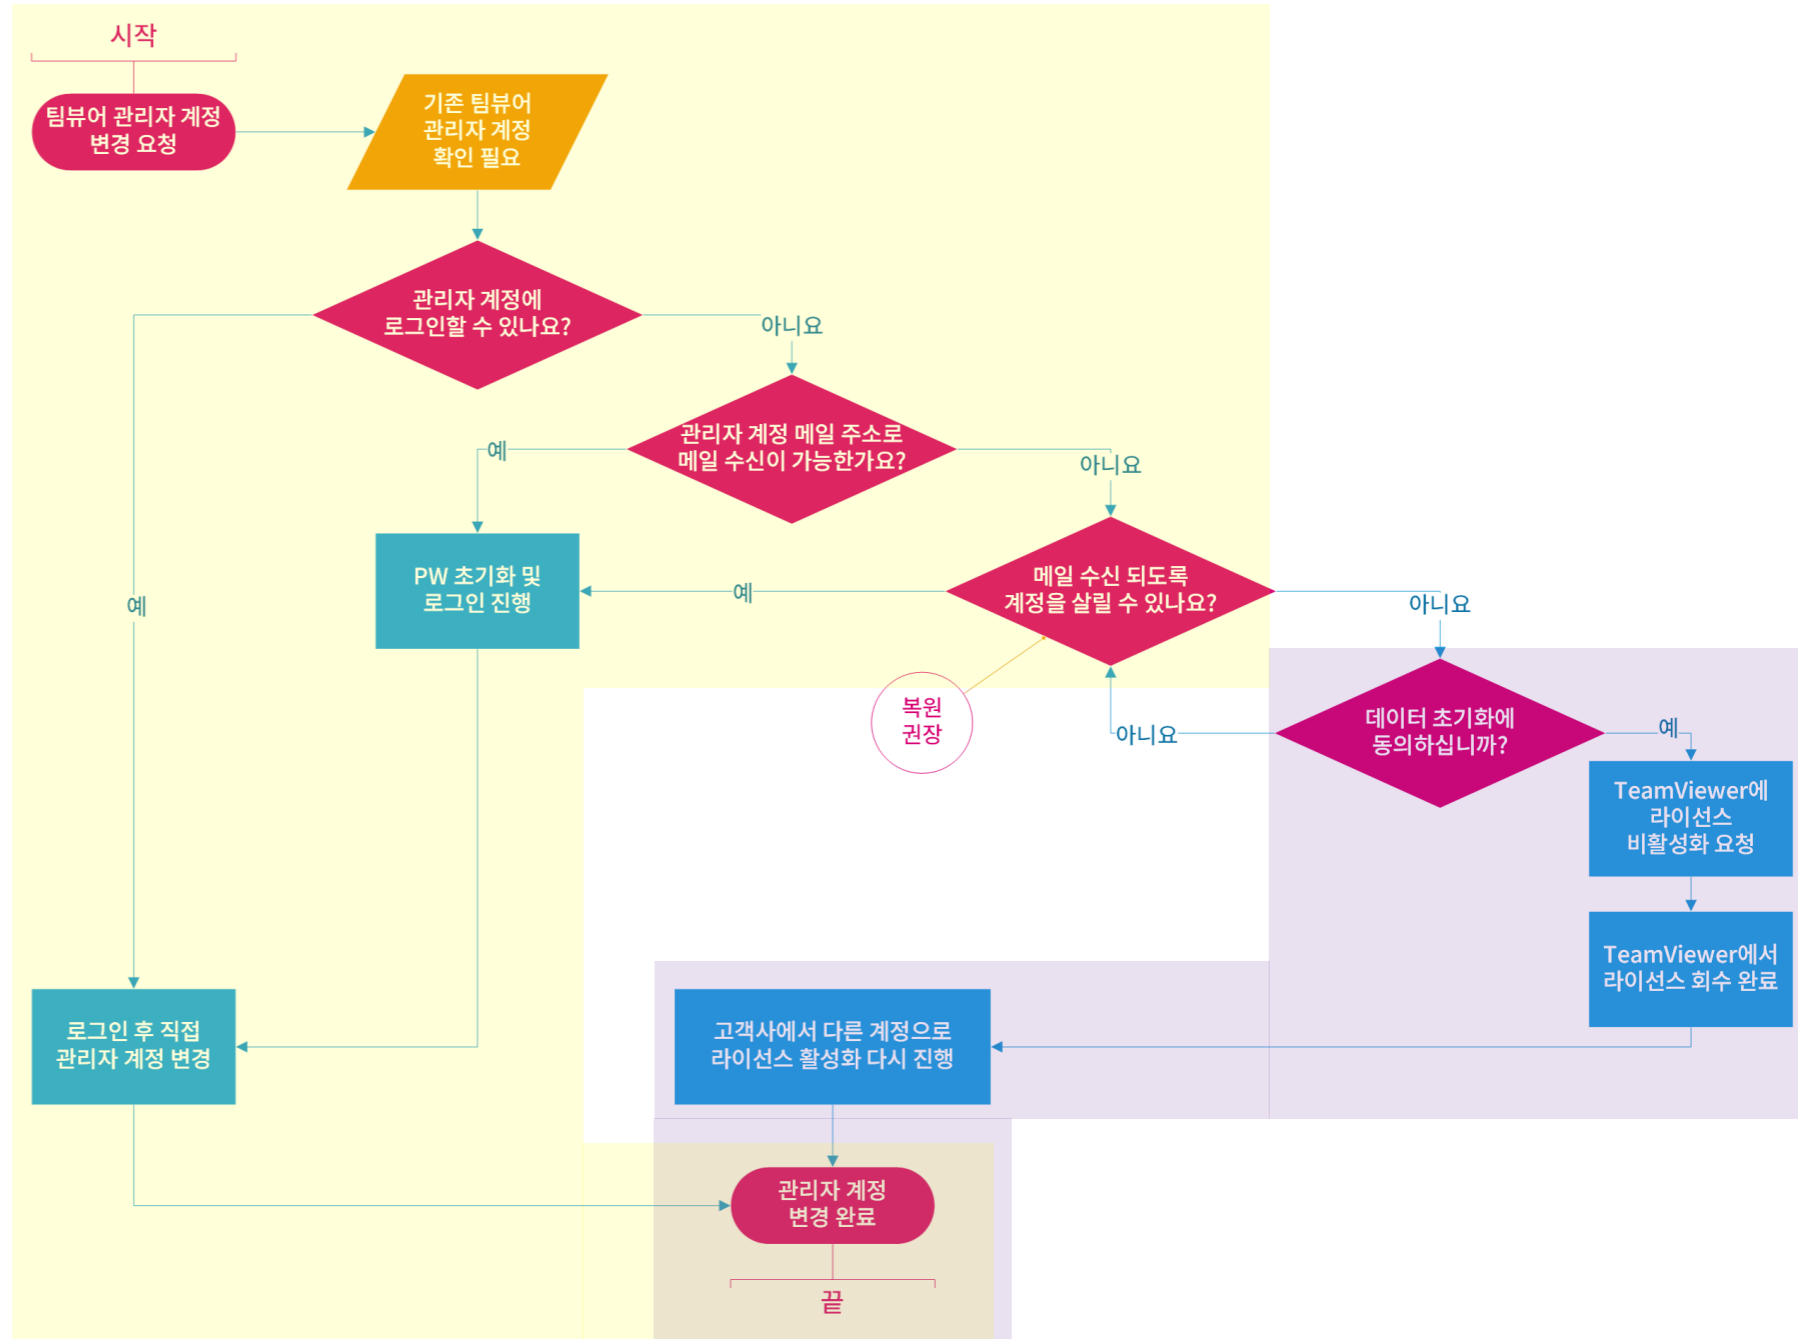 시작
팀뷰어 관리자 계정
변경 요청
기존 팀뷰어
관리자 계정
확인 필요
관리자 계정에
로그인할 수 있나요?
아니요
관리자 계정 메일 주소로
메일 수신이 가능한가요?
예
아니요
PW 초기화 및
로그인 진행
예
메일 수신 되도록
계정을 살릴 수 있나요?
예
아니요
복원
권장
아니요
데이터 초기화에
동의하십니까?
예
TeamViewer에
라이선스
비활성화 요청
TeamViewer에서
라이선스 회수 완료
로그인 후 직접
관리자 계정 변경
고객사에서 다른 계정으로
라이선스 활성화 다시 진행
관리자 계정
변경 완료
끝